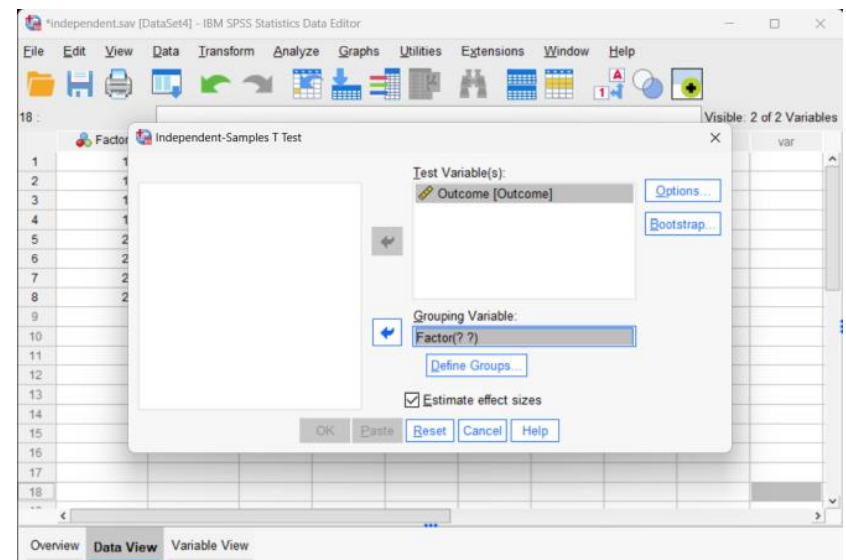 *independent.sav [DataSet4] - IBM SPSS Statistics Data Editor
File Edit View Data Transform Analyze Graphs Utilities Extensions Window Help
18 :
Visible: 2 of 2 Variables
Factor
var
Independent-Samples T Test
Test Variable(s):
Outcome [Outcome]
Options...
Bootstrap...
Grouping Variable:
Factor(? ?)
Define Groups...
Estimate effect sizes
OK Paste Reset Cancel Help
1 1
2 1
3 1
4 1
5 2
6 2
7 2
8 2
9
10
11
12
13
14
15
16
17
18
Overview Data View Variable View